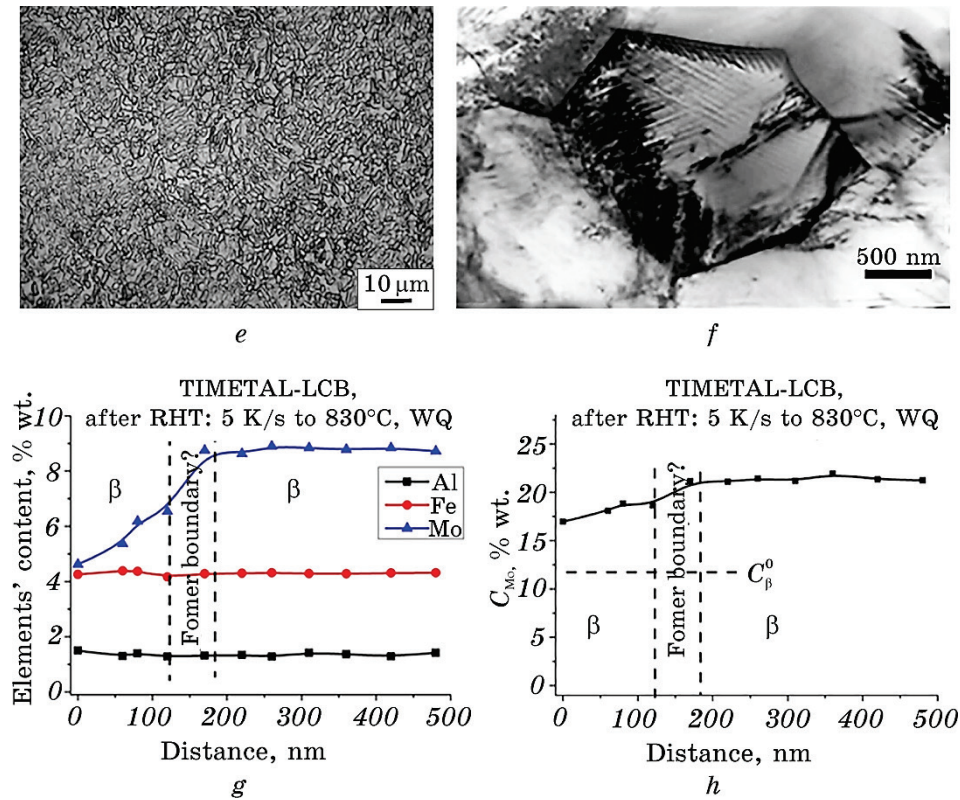 10 μm
500 nm
e
f
TIMETAL-LCB,
after RHT: 5 K/s to 830°C, WQ
Elements' content, % wt.
10
8
6
4
2
0
β
Fomer boundary?
β
Al
Fe
Mo
0 100 200 300 400 500
Distance, nm
g
TIMETAL-LCB,
after RHT: 5 K/s to 830°C, WQ
C_Mo, % wt.
25
20
15
10
5
0
β
Fomer boundary?
β
C_β^0
0 100 200 300 400 500
Distance, nm
h